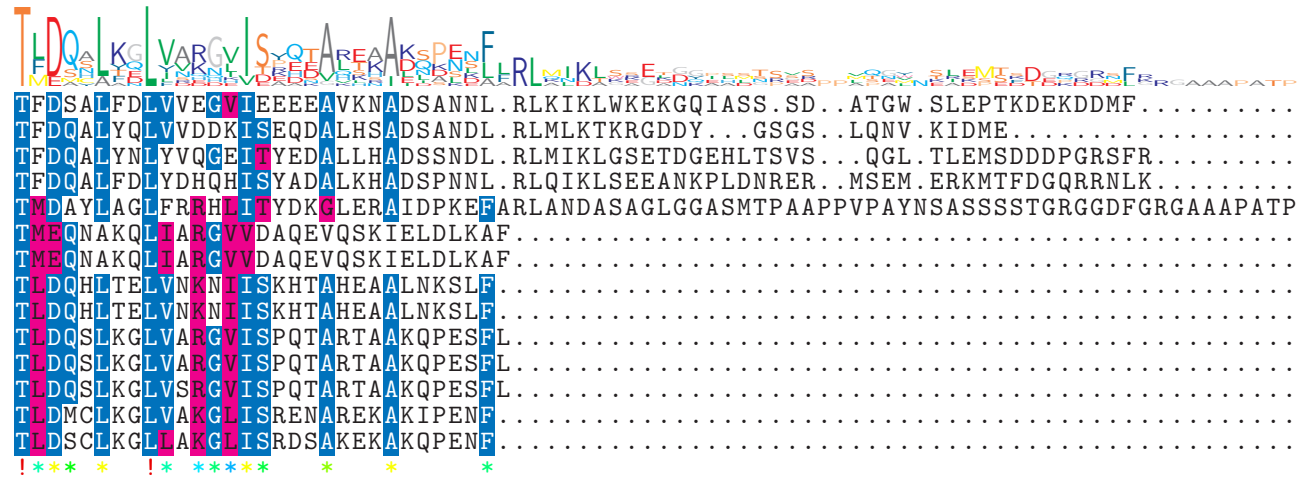 TFDSALFDLVVEGVIEEEEAVKNADSANNL.RLKIKLWKEKGQIASS.SD..ATGW.SLEPTKDEKDDMF..........
TFDQALYQLVVDDKISEQDALHSADSANDL.RLMLKTKRGDDY...GSGS..LQNV.KIDME..................
TFDQALYNLYVQGEITYEDALLHADSSNDL.RLMIKLGSETDGEHLTSVS...QGL.TLEMSDDDPGRSFR.........
TFDQALFDLYDHQHISYADALKHADSPNNL.RLQIKLSEEANKPLDNRER..MSEM.ERKMTFDGQRRNLK.........
TMDAYLAGLFRRHLITYDKGLERAIDPKEFARLANDASAGLGGASMTPAAPPVPAYNSASSSSTGRGGDFGRGAAAPATP
TMEQNAKQLIARGVVDAQEVQSKIELDLKAF.................................................
TMEQNAKQLIARGVVDAQEVQSKIELDLKAF.................................................
TLDQHLTELVNKNIISKHTAHEAALNKSLF..................................................
TLDQHLTELVNKNIISKHTAHEAALNKSLF..................................................
TLDQSLKGLVARGVISPQTARTAAKQPESFL.................................................
TLDQSLKGLVARGVISPQTARTAAKQPESFL.................................................
TLDQSLKGLVSRGVISPQTARTAAKQPESFL.................................................
TLDMCLKGLVAKGLISRENAREKAKIPENF..................................................
TLDSCLKGLLAKGLISRDSAKEKAKQPENF..................................................
!*** *  !* *****   *   *     *